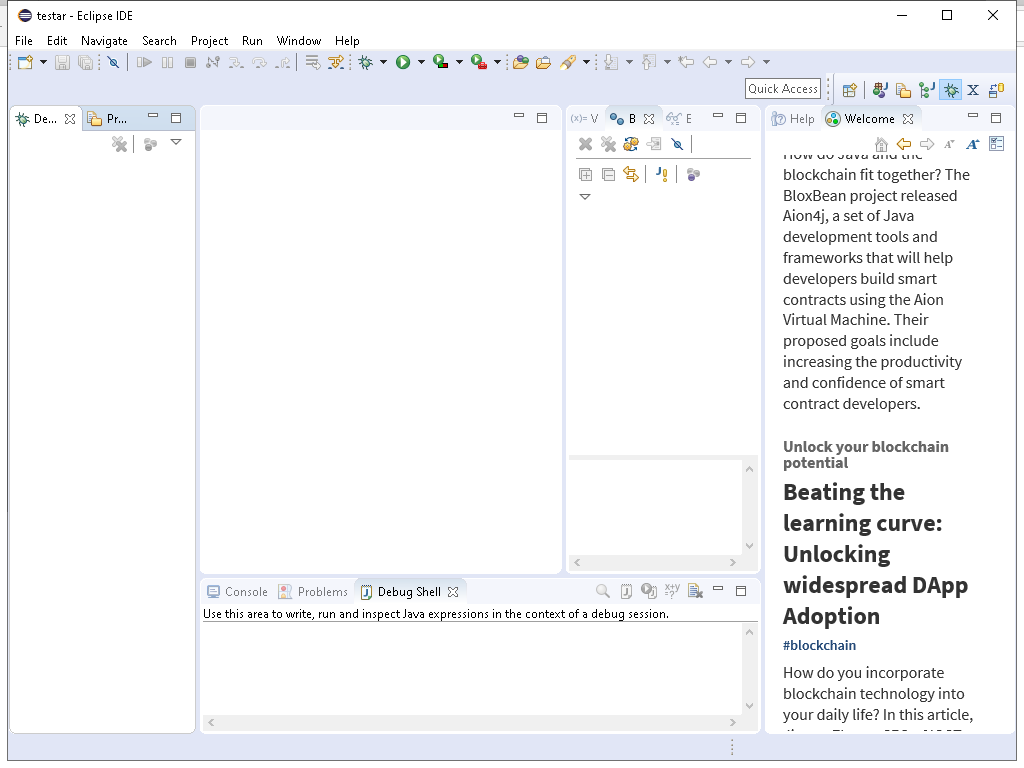 testar - Eclipse IDE
File Edit Navigate Search Project Run Window Help
Quick Access
De... Pr... (x)= V B E Help Welcome
How do Java and the
blockchain fit together? The
BloxBean project released
Aion4j, a set of Java
development tools and
frameworks that will help
developers build smart
contracts using the Aion
Virtual Machine. Their
proposed goals include
increasing the productivity
and confidence of smart
contract developers.
Unlock your blockchain
potential
Beating the
learning curve:
Unlocking
widespread DApp
Adoption
#blockchain
How do you incorporate
blockchain technology into
your daily life? In this article,
Console Problems Debug Shell
Use this area to write, run and inspect Java expressions in the context of a debug session.